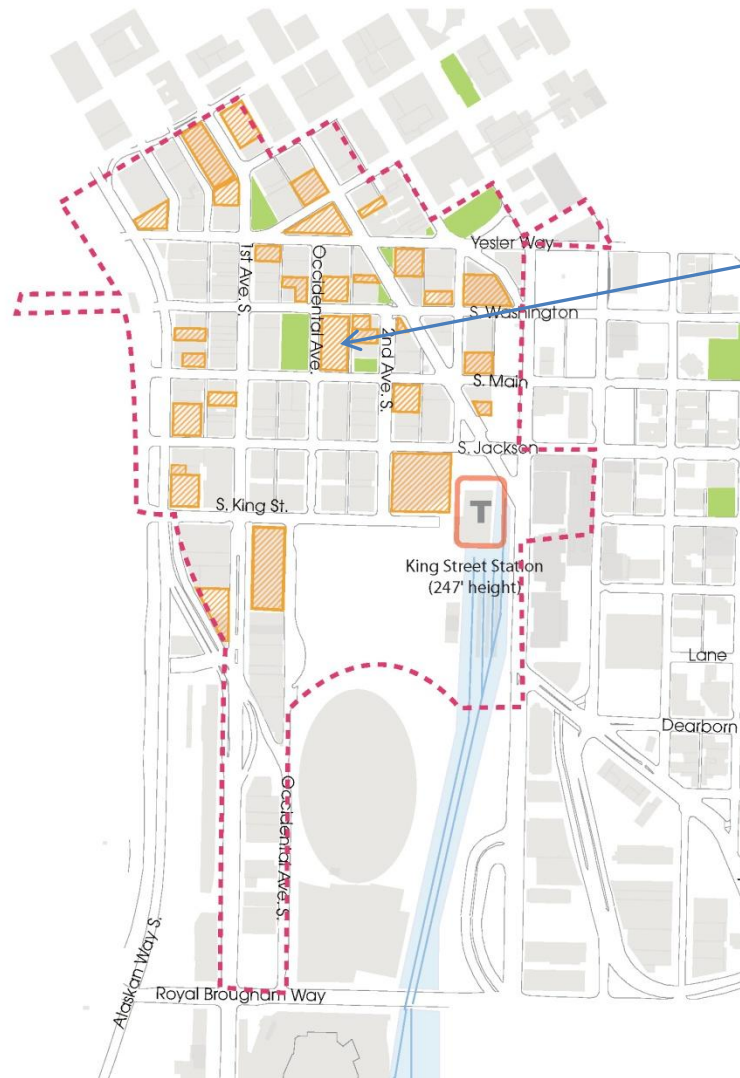 Yesler Way
1st Ave. S.
Occidental Ave.
S. Washington
2nd Ave. S.
S. Main
S. Jackson
S. King St.
T
King Street Station
(247' height)
Lane
Dearborn
Occidental Ave. S.
Alaskan Way S.
Royal Brougham Way